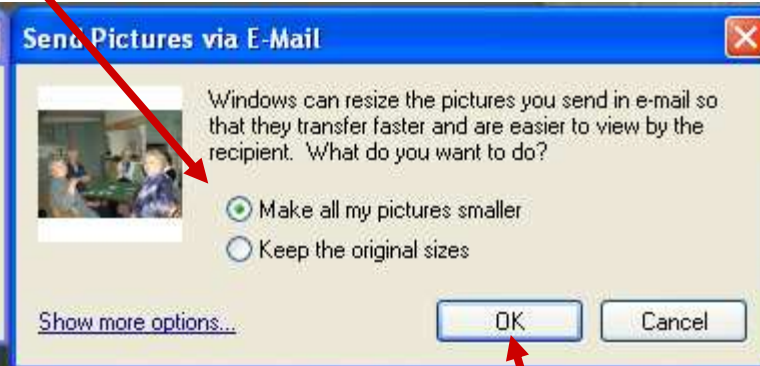 Send Pictures via E-Mail
Windows can resize the pictures you send in e-mail so
that they transfer faster and are easier to view by the
recipient.  What do you want to do?
Make all my pictures smaller
Keep the original sizes
Show more options...
OK
Cancel